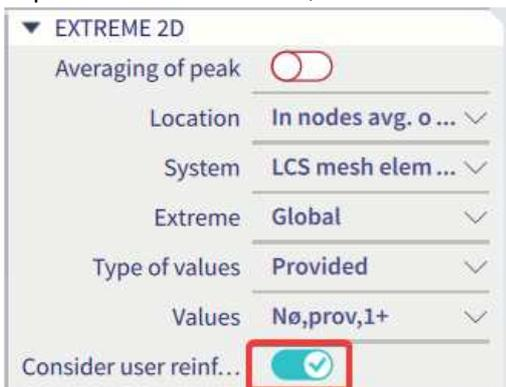 EXTREME 2D
Averaging of peak
Location In nodes avg. o ...
System LCS mesh elem ...
Extreme Global
Type of values Provided
Values Nø,prov,1+
Consider user reinf...